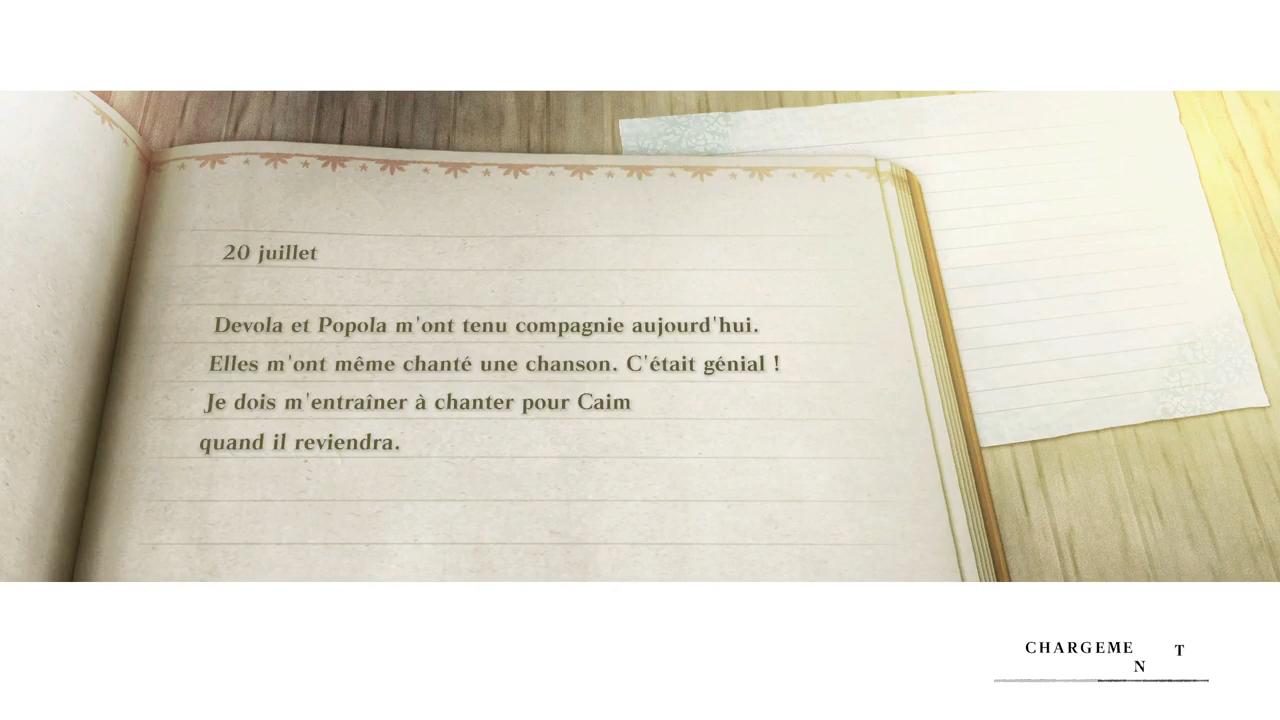 20 juillet
Devola et Popola m'ont tenu compagnie aujourd'hui.
Elles m'ont même chanté une chanson. C'était génial !
Je dois m'entraîner à chanter pour Caim
quand il reviendra.
CHARGEMENT